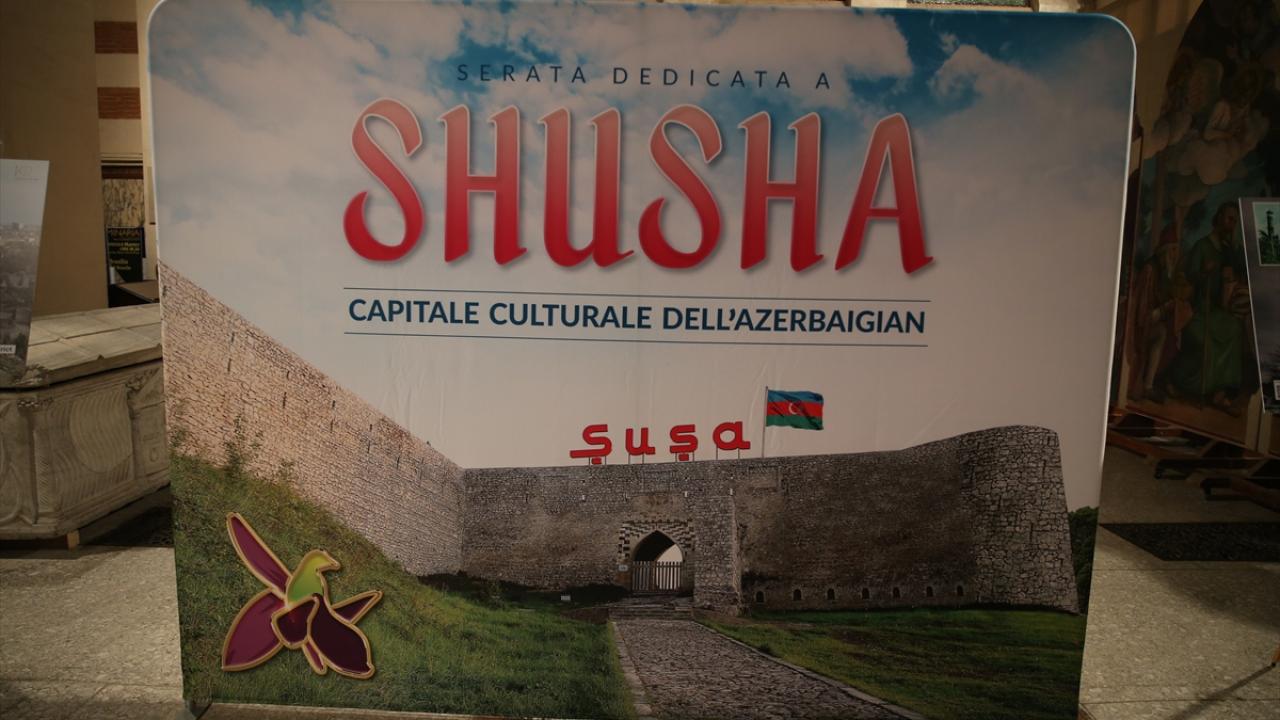 SERATA DEDICATA A
SHUSHA
CAPITALE CULTURALE DELL'AZERBAIGIAN
Şuşa